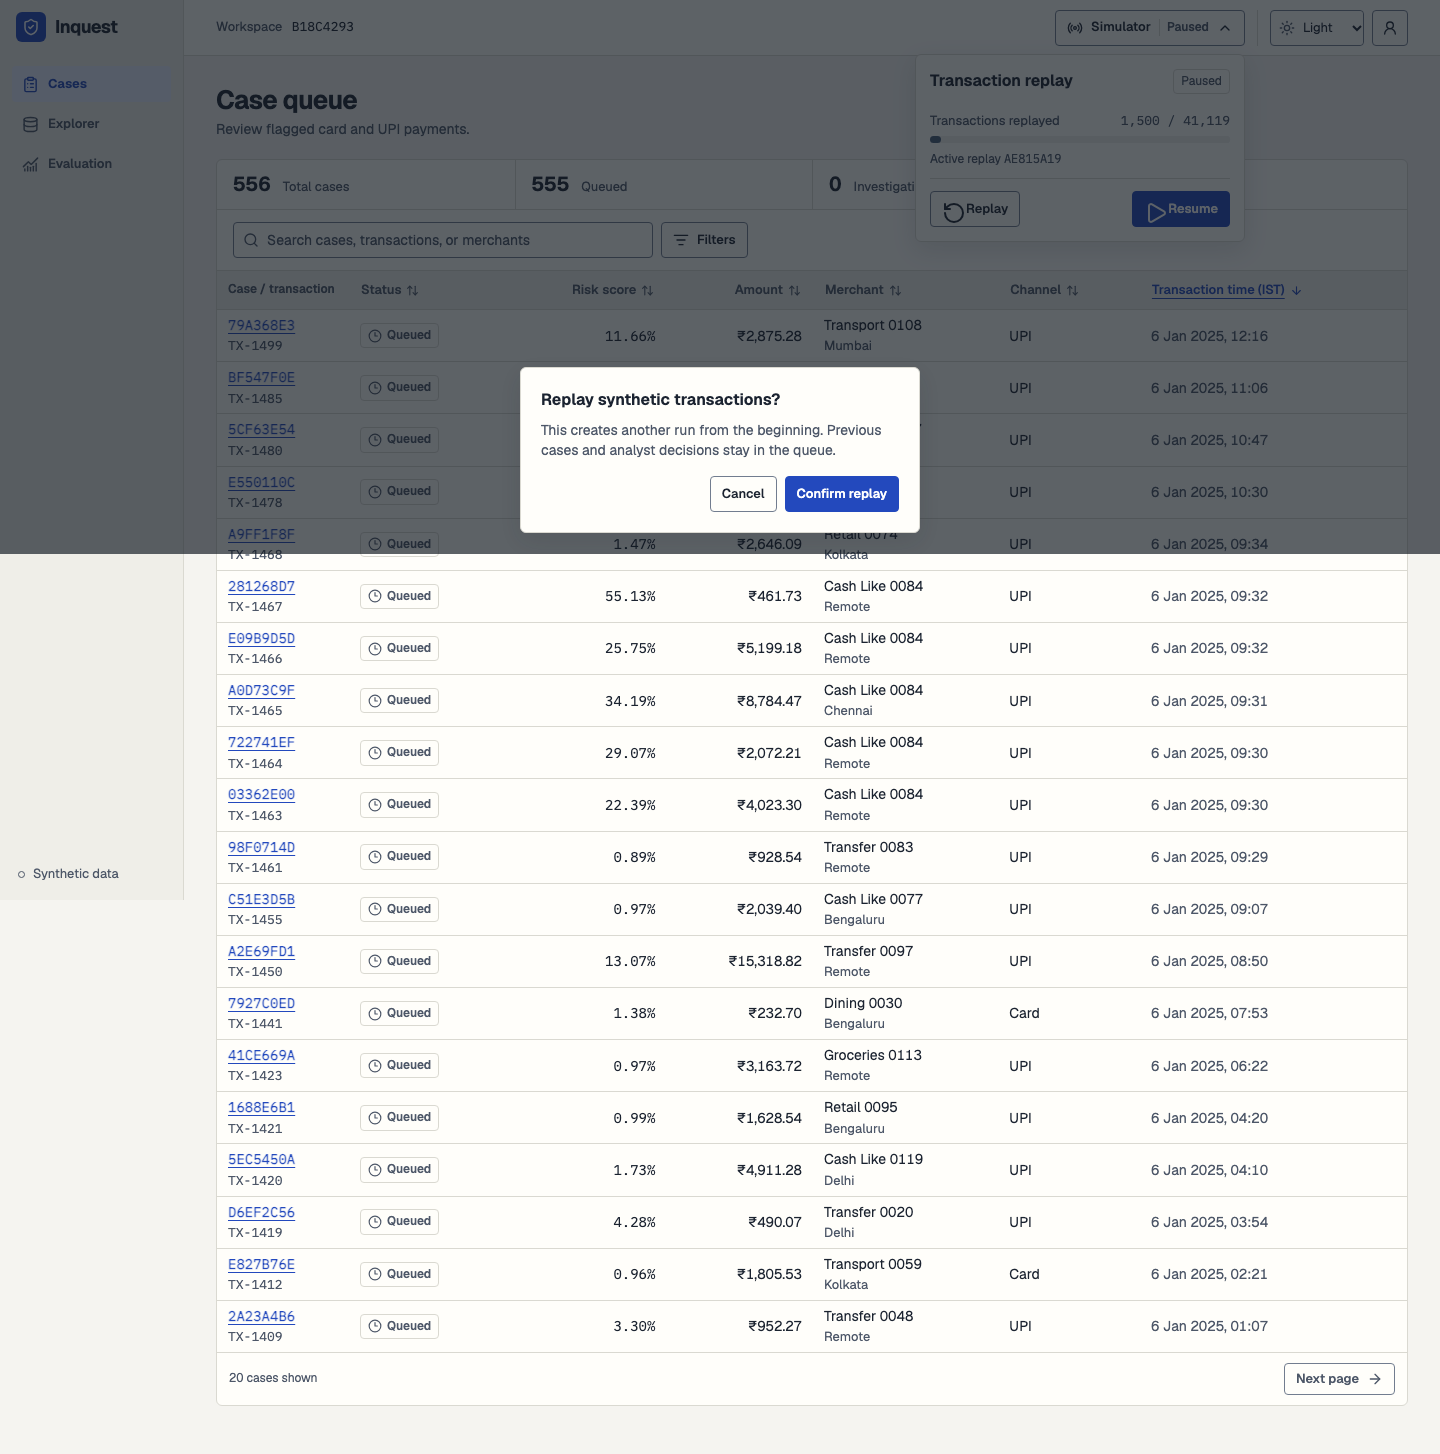 Inquest
Workspace B18C4293
Simulator Paused
Light
Cases
Explorer
Evaluation
Synthetic data
Case queue
Review flagged card and UPI payments.
Transaction replay Paused
Transactions replayed 1,500 / 41,119
Active replay AE815A19
Replay Resume
556 Total cases 555 Queued 0 Investigati
Search cases, transactions, or merchants Filters
Case / transaction Status Risk score Amount Merchant Channel Transaction time (IST)
79A368E3 Queued 11.66% ₹2,875.28 Transport 0108 UPI 6 Jan 2025, 12:16
TX-1499 Mumbai
BF547F0E Queued UPI 6 Jan 2025, 11:06
TX-1485
5CF63E54 Queued UPI 6 Jan 2025, 10:47
TX-1480
E550110C Queued UPI 6 Jan 2025, 10:30
TX-1478
Replay synthetic transactions?
This creates another run from the beginning. Previous
cases and analyst decisions stay in the queue.
Cancel Confirm replay
A9FF1F8F Queued 1.47% ₹2,646.09 Retail 0074 UPI 6 Jan 2025, 09:34
TX-1468 Kolkata
281268D7 Queued 55.13% ₹461.73 Cash Like 0084 UPI 6 Jan 2025, 09:32
TX-1467 Remote
E09B9D5D Queued 25.75% ₹5,199.18 Cash Like 0084 UPI 6 Jan 2025, 09:32
TX-1466 Remote
A0D73C9F Queued 34.19% ₹8,784.47 Cash Like 0084 UPI 6 Jan 2025, 09:31
TX-1465 Chennai
722741EF Queued 29.07% ₹2,072.21 Cash Like 0084 UPI 6 Jan 2025, 09:30
TX-1464 Remote
03362E00 Queued 22.39% ₹4,023.30 Cash Like 0084 UPI 6 Jan 2025, 09:30
TX-1463 Remote
98F0714D Queued 0.89% ₹928.54 Transfer 0083 UPI 6 Jan 2025, 09:29
TX-1461 Remote
C51E3D5B Queued 0.97% ₹2,039.40 Cash Like 0077 UPI 6 Jan 2025, 09:07
TX-1455 Bengaluru
A2E69FD1 Queued 13.07% ₹15,318.82 Transfer 0097 UPI 6 Jan 2025, 08:50
TX-1450 Remote
7927C0ED Queued 1.38% ₹232.70 Dining 0030 Card 6 Jan 2025, 07:53
TX-1441 Bengaluru
41CE669A Queued 0.97% ₹3,163.72 Groceries 0113 UPI 6 Jan 2025, 06:22
TX-1423 Remote
1688E6B1 Queued 0.99% ₹1,628.54 Retail 0095 UPI 6 Jan 2025, 04:20
TX-1421 Bengaluru
5EC5450A Queued 1.73% ₹4,911.28 Cash Like 0119 UPI 6 Jan 2025, 04:10
TX-1420 Delhi
D6EF2C56 Queued 4.28% ₹490.07 Transfer 0020 UPI 6 Jan 2025, 03:54
TX-1419 Delhi
E827B76E Queued 0.96% ₹1,805.53 Transport 0059 Card 6 Jan 2025, 02:21
TX-1412 Kolkata
2A23A4B6 Queued 3.30% ₹952.27 Transfer 0048 UPI 6 Jan 2025, 01:07
TX-1409 Remote
20 cases shown Next page